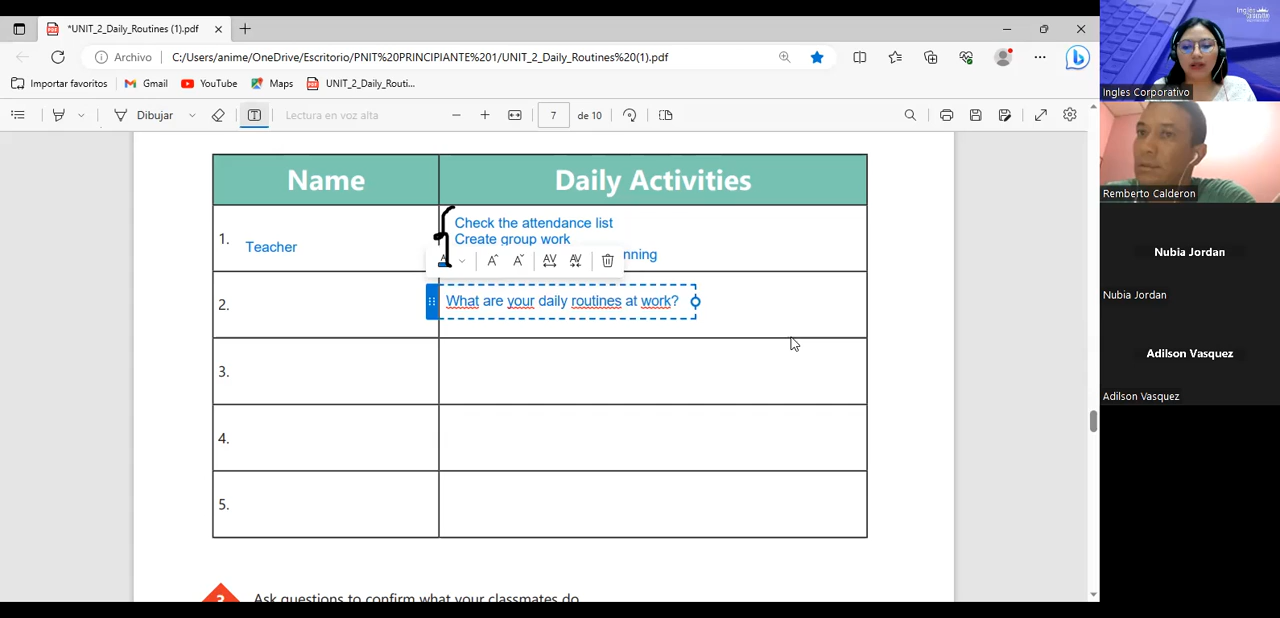 *UNIT_2_Daily_Routines (1).pdf
Archivo C:/Users/anime/OneDrive/Escritorio/PNIT%20PRINCIPIANTE%201/UNIT_2_Daily_Routines%20(1).pdf
Importar favoritos Gmail YouTube Maps UNIT_2_Daily_Routi...
Dibujar Lectura en voz alta 7 de 10
Name Daily Activities
1. Teacher
Check the attendance list
Create group work
nning
2. What are your daily routines at work?
3.
4.
5.
3 Ask questions to confirm what your classmates do.
Ingles Corporativo
Remberto Calderon
Nubia Jordan
Nubia Jordan
Adilson Vasquez
Adilson Vasquez